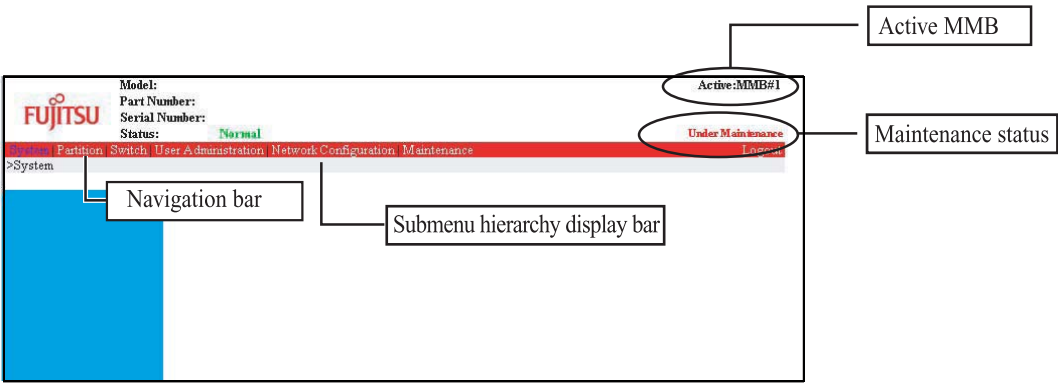 Active MMB
Model:
Active:MMB#1
Part Number:
FUJITSU
Serial Number:
Status: Normal
Under Maintenance
Maintenance status
System | Partition | Switch | User Administration | Network Configuration | Maintenance
Logout
>System
Navigation bar
Submenu hierarchy display bar